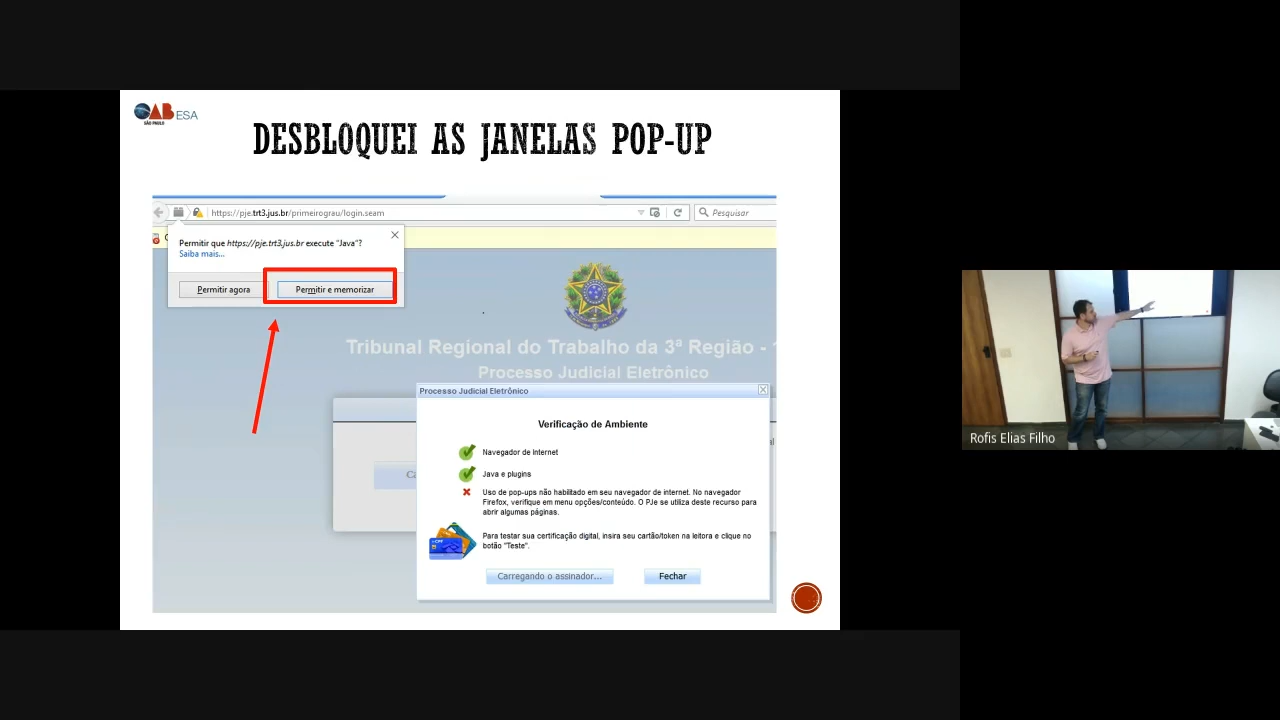 OAB ESA
SÃO PAULO
DESBLOQUEI AS JANELAS POP-UP
https://pje.trt3.jus.br/primeirograu/login.seam
Pesquisar
Permitir que https://pje.trt3.jus.br execute "Java"?
Saiba mais...
Permitir agora
Permitir e memorizar
Tribunal Regional do Trabalho da 3ª Região -
Processo Judicial Eletrônico
Processo Judicial Eletrônico
Verificação de Ambiente
Navegador de Internet
Java e plugins
Uso de pop-ups não habilitado em seu navegador de internet. No navegador
Firefox, verifique em menu opções/conteúdo. O PJe se utiliza deste recurso para
abrir algumas páginas.
Para testar sua certificação digital, insira seu cartão/token na leitora e clique no
botão "Teste".
Carregando o assinador...
Fechar
Rofis Elias Filho